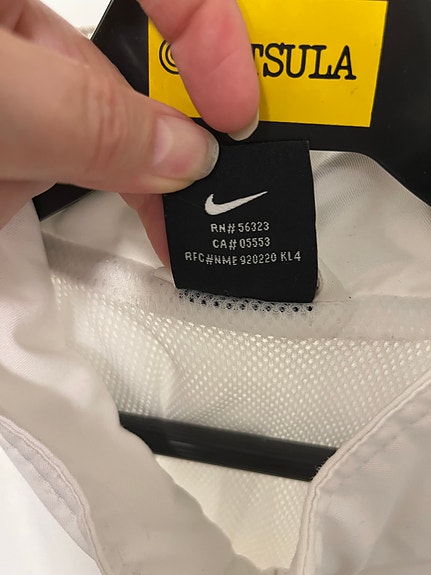 TSULA
RN# 56323
CA# 05553
RFC#NME 920220 KL4